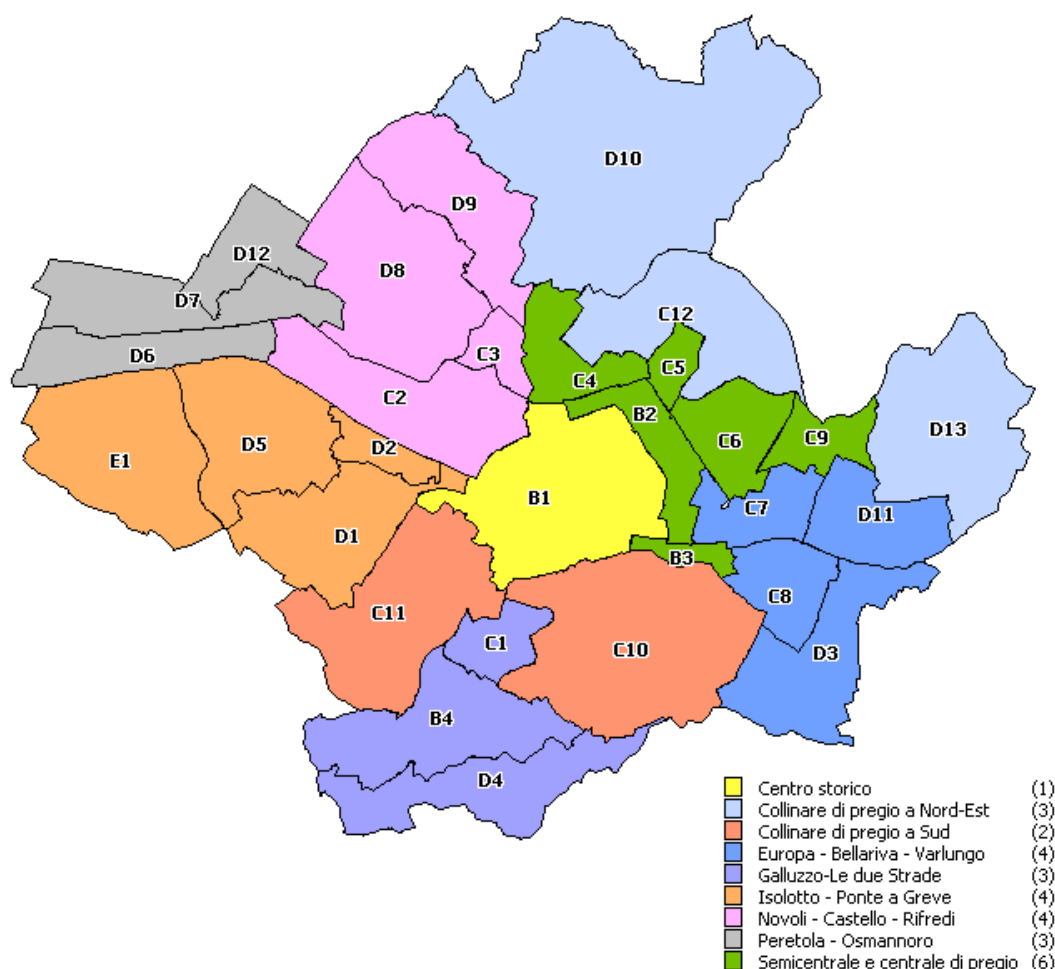 D10
D9
D12
D8
D7
C12
D6
C3
C5
C4
C2
B2
D13
D2
C6
C9
D5
E1
B1
C7
D11
D1
B3
C8
C11
C1
C10
D3
B4
D4
Centro storico (1)
Collinare di pregio a Nord-Est (3)
Collinare di pregio a Sud (2)
Europa - Bellariva - Varlungo (4)
Galluzzo-Le due Strade (3)
Isolotto - Ponte a Greve (4)
Novoli - Castello - Rifredi (4)
Peretola - Osmannoro (3)
Semicentrale e centrale di pregio (6)